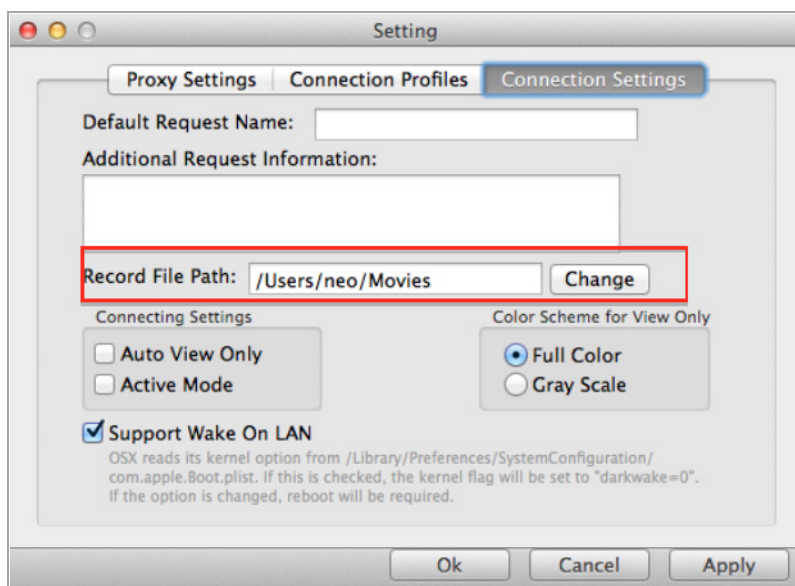 Setting
Proxy Settings Connection Profiles Connection Settings
Default Request Name:
Additional Request Information:
Record File Path: /Users/neo/Movies Change
Connecting Settings Color Scheme for View Only
Auto View Only Full Color
Active Mode Gray Scale
Support Wake On LAN
OSX reads its kernel option from /Library/Preferences/SystemConfiguration/
com.apple.Boot.plist. If this is checked, the kernel flag will be set to "darkwake=0".
If the option is changed, reboot will be required.
Ok Cancel Apply